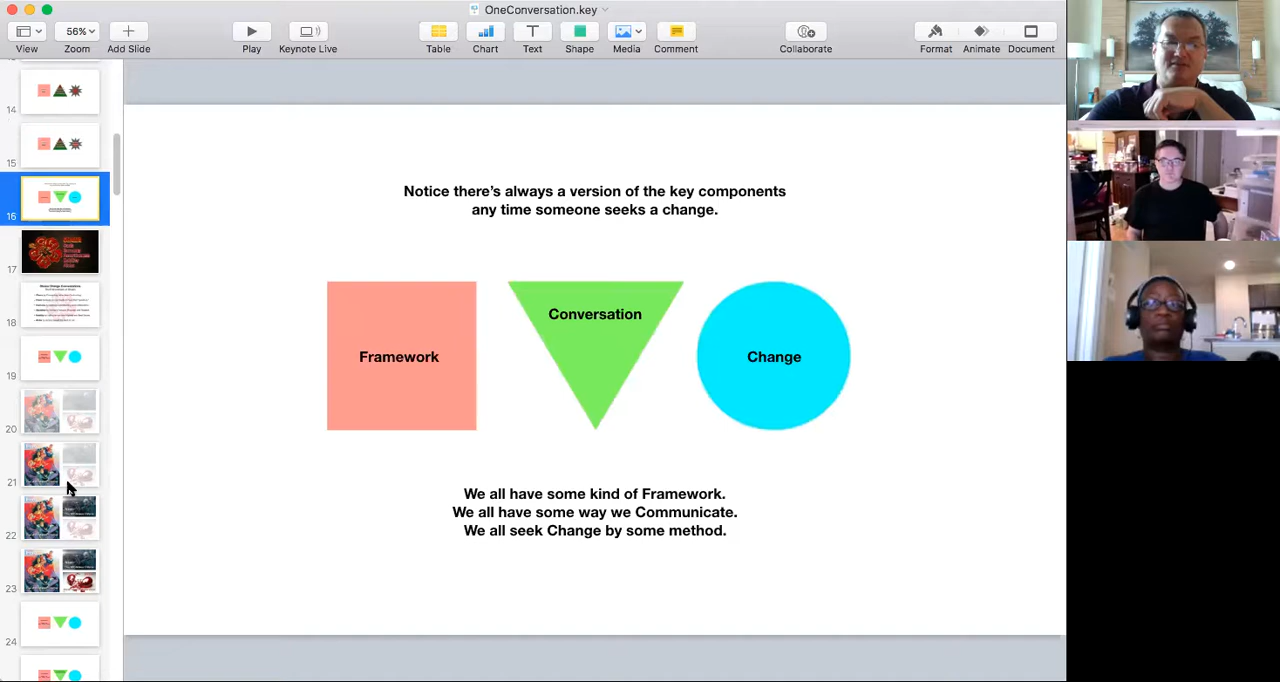 OneConversation.key
56%
View
Zoom
Add Slide
Play
Keynote Live
Table
Chart
Text
Shape
Media
Comment
Collaborate
Format
Animate
Document
14
15
16
17
18
19
20
21
22
23
24
Notice there's always a version of the key components
any time someone seeks a change.
Framework
Conversation
Change
We all have some kind of Framework.
We all have some way we Communicate.
We all seek Change by some method.